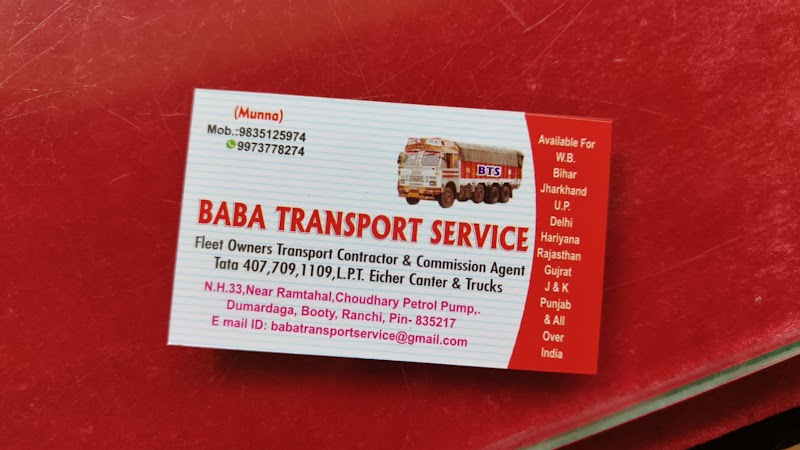 (Munna)
Mob.:9835125974
9973778274
BTS
BABA TRANSPORT SERVICE
Fleet Owners Transport Contractor & Commission Agent
Tata 407,709,1109,L.P.T. Eicher Canter & Trucks
N.H.33,Near Ramtahal,Choudhary Petrol Pump,.
Dumardaga, Booty, Ranchi, Pin- 835217
E mail ID: babatransportservice@gmail.com
Available For
W.B.
Bihar
Jharkhand
U.P.
Delhi
Hariyana
Rajasthan
Gujrat
J & K
Punjab
& All
Over
India